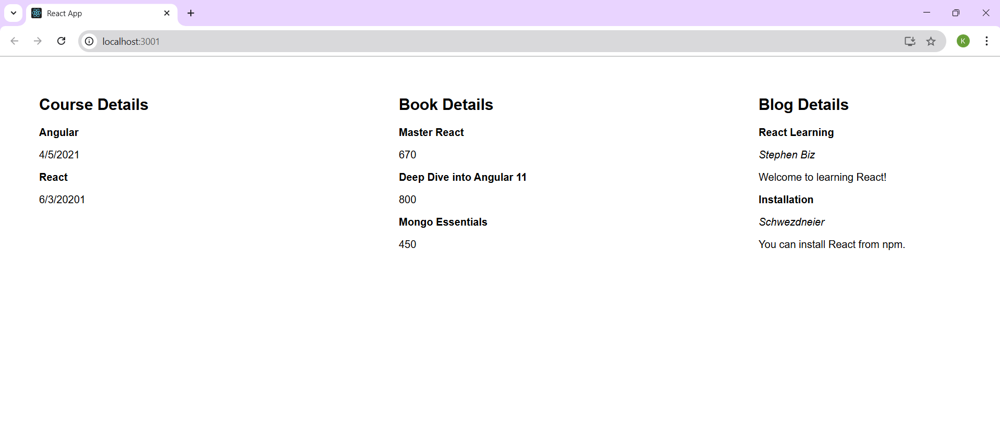 React App
localhost:3001
K
Course Details
Angular
4/5/2021
React
6/3/20201
Book Details
Master React
670
Deep Dive into Angular 11
800
Mongo Essentials
450
Blog Details
React Learning
Stephen Biz
Welcome to learning React!
Installation
Schwezdneier
You can install React from npm.